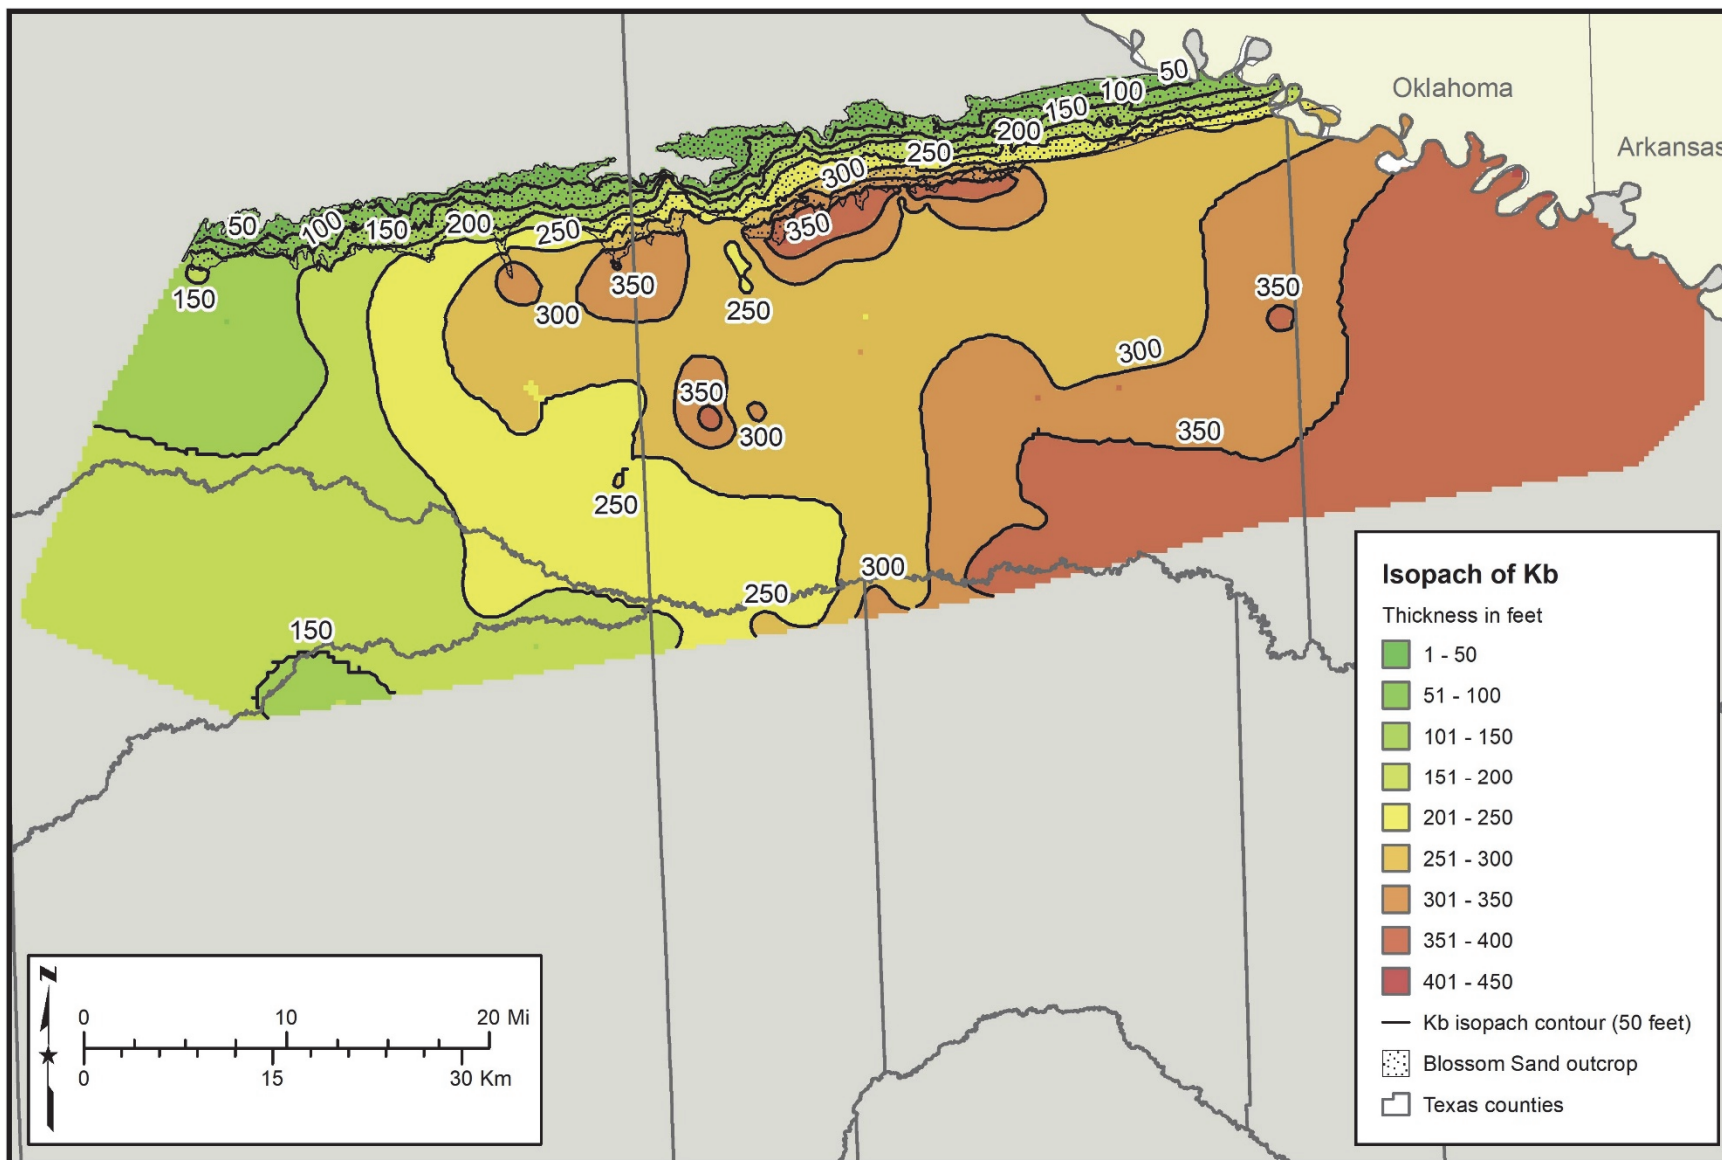 50
100
Oklahoma
150
200
Arkansas
250
300
50
100
150
200
250
350
150
350
300
250
350
300
350
300
350
250
300
250
300
150
Isopach of Kb
Thickness in feet
1 - 50
51 - 100
101 - 150
151 - 200
201 - 250
251 - 300
301 - 350
351 - 400
401 - 450
Kb isopach contour (50 feet)
Blossom Sand outcrop
Texas counties
N
0 10 20 Mi
0 15 30 Km